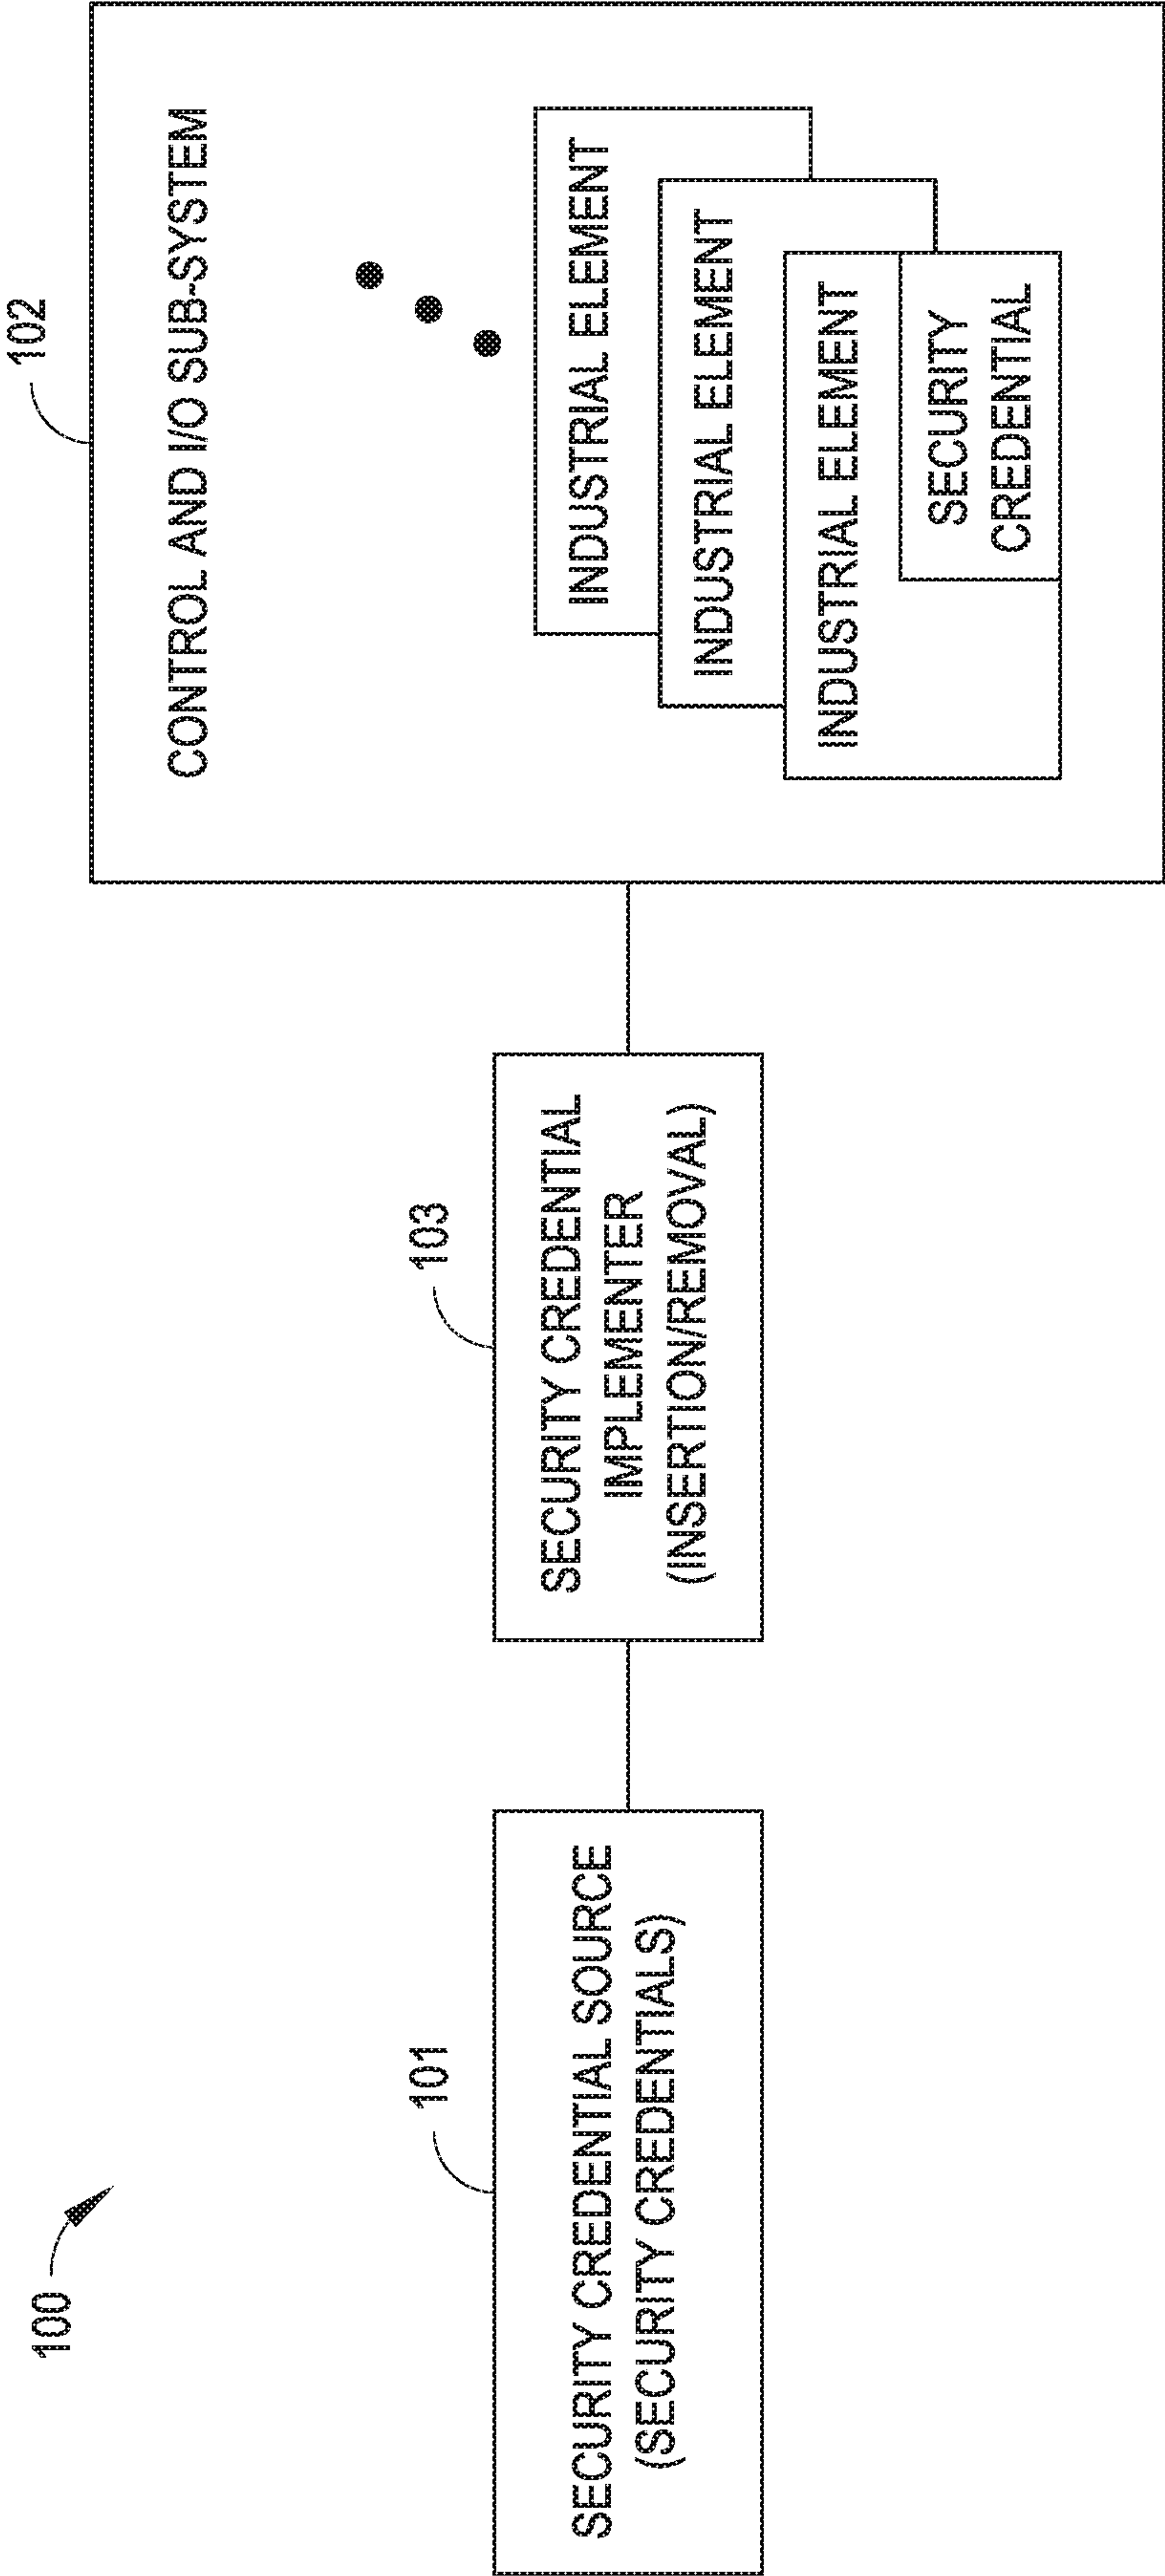 100
101
SECURITY CREDENTIAL SOURCE
(SECURITY CREDENTIALS)
103
SECURITY CREDENTIAL
IMPLEMENTER
(INSERTION/REMOVAL)
102
CONTROL AND I/O SUB-SYSTEM
INDUSTRIAL ELEMENT
INDUSTRIAL ELEMENT
INDUSTRIAL ELEMENT
SECURITY
CREDENTIAL